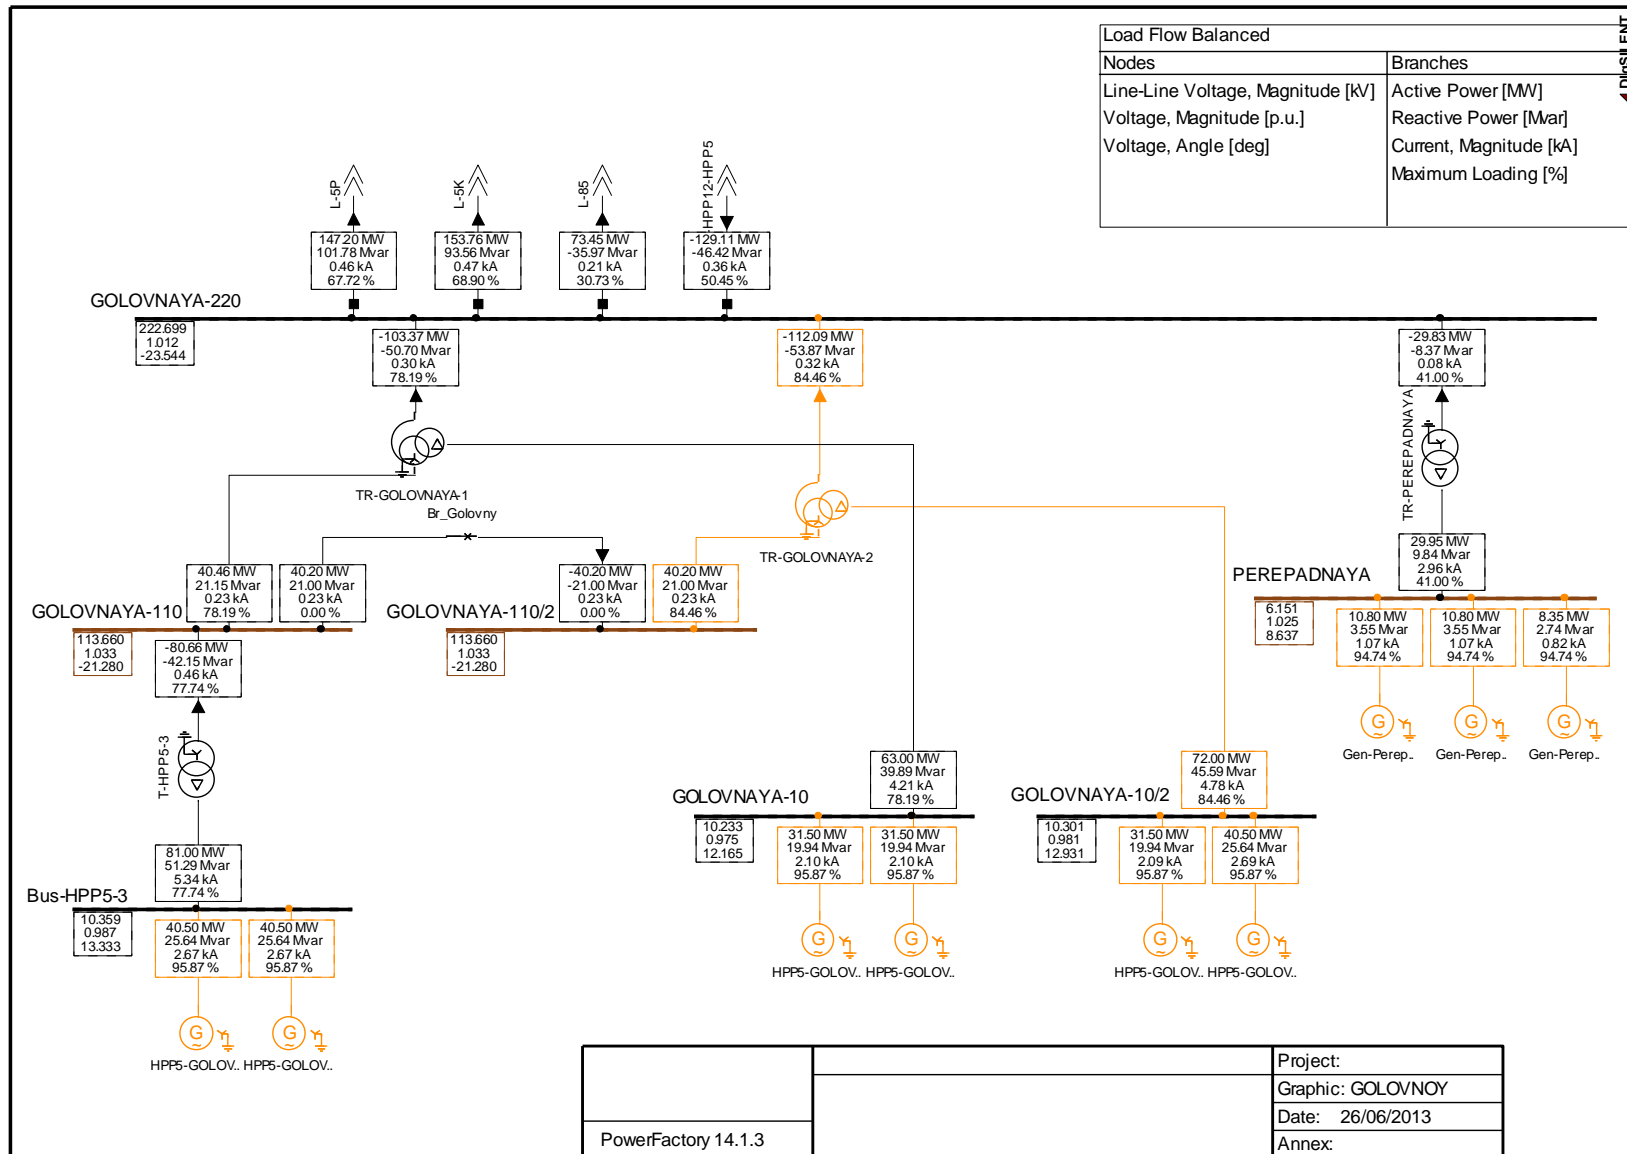 Load Flow Balanced
Nodes
Branches
Line-Line Voltage, Magnitude [kV]
Active Power [MW]
Voltage, Magnitude [p.u.]
Reactive Power [Mvar]
Voltage, Angle [deg]
Current, Magnitude [kA]
Maximum Loading [%]
DIgSILENT
L-5P
L-5K
L-85
HPP12-HPP5
147.20 MW
101.78 Mvar
0.46 kA
67.72 %
153.76 MW
93.56 Mvar
0.47 kA
68.90 %
73.45 MW
-35.97 Mvar
0.21 kA
30.73 %
-129.11 MW
-46.42 Mvar
0.36 kA
50.45 %
GOLOVNAYA-220
222.699
1.012
-23.544
-103.37 MW
-50.70 Mvar
0.30 kA
78.19 %
-112.09 MW
-53.87 Mvar
0.32 kA
84.46 %
-29.83 MW
-8.37 Mvar
0.08 kA
41.00 %
TR-GOLOVNAYA-1
Br_Golovny
TR-GOLOVNAYA-2
TR-PEREPADNAYA
40.46 MW
21.15 Mvar
0.23 kA
78.19 %
40.20 MW
21.00 Mvar
0.23 kA
0.00 %
-40.20 MW
-21.00 Mvar
0.23 kA
0.00 %
40.20 MW
21.00 Mvar
0.23 kA
84.46 %
29.95 MW
9.84 Mvar
2.96 kA
41.00 %
GOLOVNAYA-110
113.660
1.033
-21.280
GOLOVNAYA-110/2
113.660
1.033
-21.280
PEREPADNAYA
6.151
1.025
8.637
10.80 MW
3.55 Mvar
1.07 kA
94.74 %
10.80 MW
3.55 Mvar
1.07 kA
94.74 %
8.35 MW
2.74 Mvar
0.82 kA
94.74 %
G
G
G
Gen-Perep..
Gen-Perep..
Gen-Perep..
-80.66 MW
-42.15 Mvar
0.46 kA
77.74 %
T-HPP5-3
63.00 MW
39.89 Mvar
4.21 kA
78.19 %
72.00 MW
45.59 Mvar
4.78 kA
84.46 %
GOLOVNAYA-10
10.233
0.975
12.165
GOLOVNAYA-10/2
10.301
0.981
12.931
31.50 MW
19.94 Mvar
2.10 kA
95.87 %
31.50 MW
19.94 Mvar
2.10 kA
95.87 %
31.50 MW
19.94 Mvar
2.09 kA
95.87 %
40.50 MW
25.64 Mvar
2.69 kA
95.87 %
G
G
G
G
HPP5-GOLOV..
HPP5-GOLOV..
HPP5-GOLOV..
HPP5-GOLOV..
81.00 MW
51.29 Mvar
5.34 kA
77.74 %
Bus-HPP5-3
10.359
0.987
13.333
40.50 MW
25.64 Mvar
2.67 kA
95.87 %
40.50 MW
25.64 Mvar
2.67 kA
95.87 %
G
G
HPP5-GOLOV..
HPP5-GOLOV..
PowerFactory 14.1.3
Project:
Graphic: GOLOVNOY
Date: 26/06/2013
Annex: